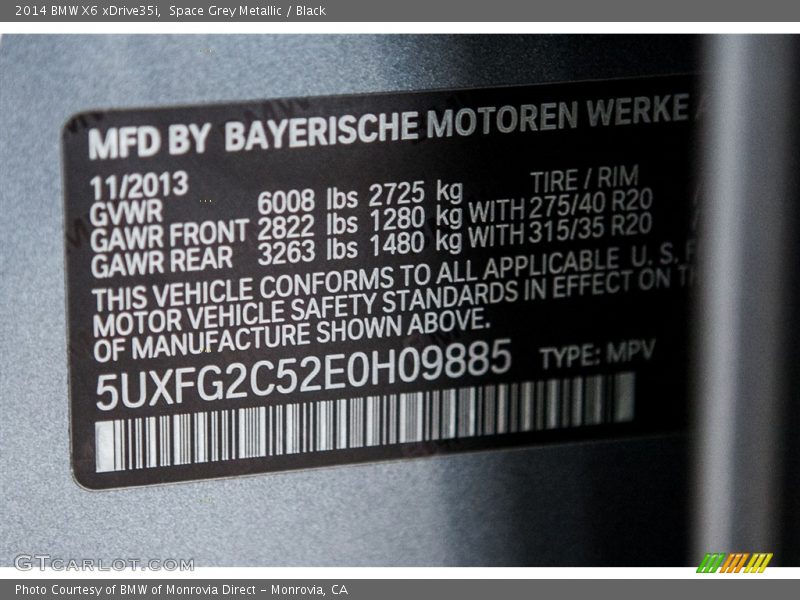 2014 BMW X6 xDrive35i, Space Grey Metallic / Black
MFD BY BAYERISCHE MOTOREN WERKE
11/2013 TIRE / RIM
GVWR 6008 lbs 2725 kg
GAWR FRONT 2822 lbs 1280 kg WITH 275/40 R20
GAWR REAR 3263 lbs 1480 kg WITH 315/35 R20
THIS VEHICLE CONFORMS TO ALL APPLICABLE U. S.
MOTOR VEHICLE SAFETY STANDARDS IN EFFECT ON
OF MANUFACTURE SHOWN ABOVE.
5UXFG2C52E0H09885 TYPE: MPV
GTCARLOT.COM
Photo Courtesy of BMW of Monrovia Direct – Monrovia, CA